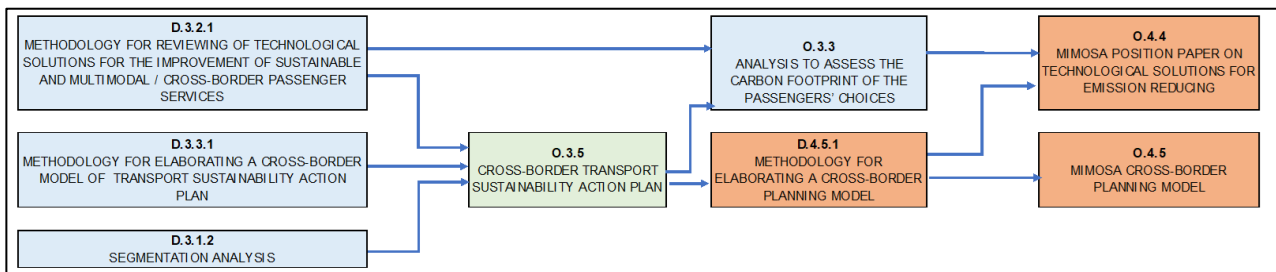 D.3.2.1
METHODOLOGY FOR REVIEWING OF TECHNOLOGICAL
SOLUTIONS FOR THE IMPROVEMENT OF SUSTAINABLE
AND MULTIMODAL / CROSS-BORDER PASSENGER
SERVICES
D.3.3.1
METHODOLOGY FOR ELABORATING A CROSS-BORDER
MODEL OF TRANSPORT SUSTAINABILITY ACTION
PLAN
D.3.1.2
SEGMENTATION ANALYSIS
O.3.5
CROSS-BORDER TRANSPORT
SUSTAINABILITY ACTION PLAN
O.3.3
ANALYSIS TO ASSESS THE
CARBON FOOTPRINT OF THE
PASSENGERS' CHOICES
D.4.5.1
METHODOLOGY FOR
ELABORATING A CROSS-BORDER
PLANNING MODEL
O.4.4
MIMOSA POSITION PAPER ON
TECHNOLOGICAL SOLUTIONS FOR
EMISSION REDUCING
O.4.5
MIMOSA CROSS-BORDER
PLANNING MODEL